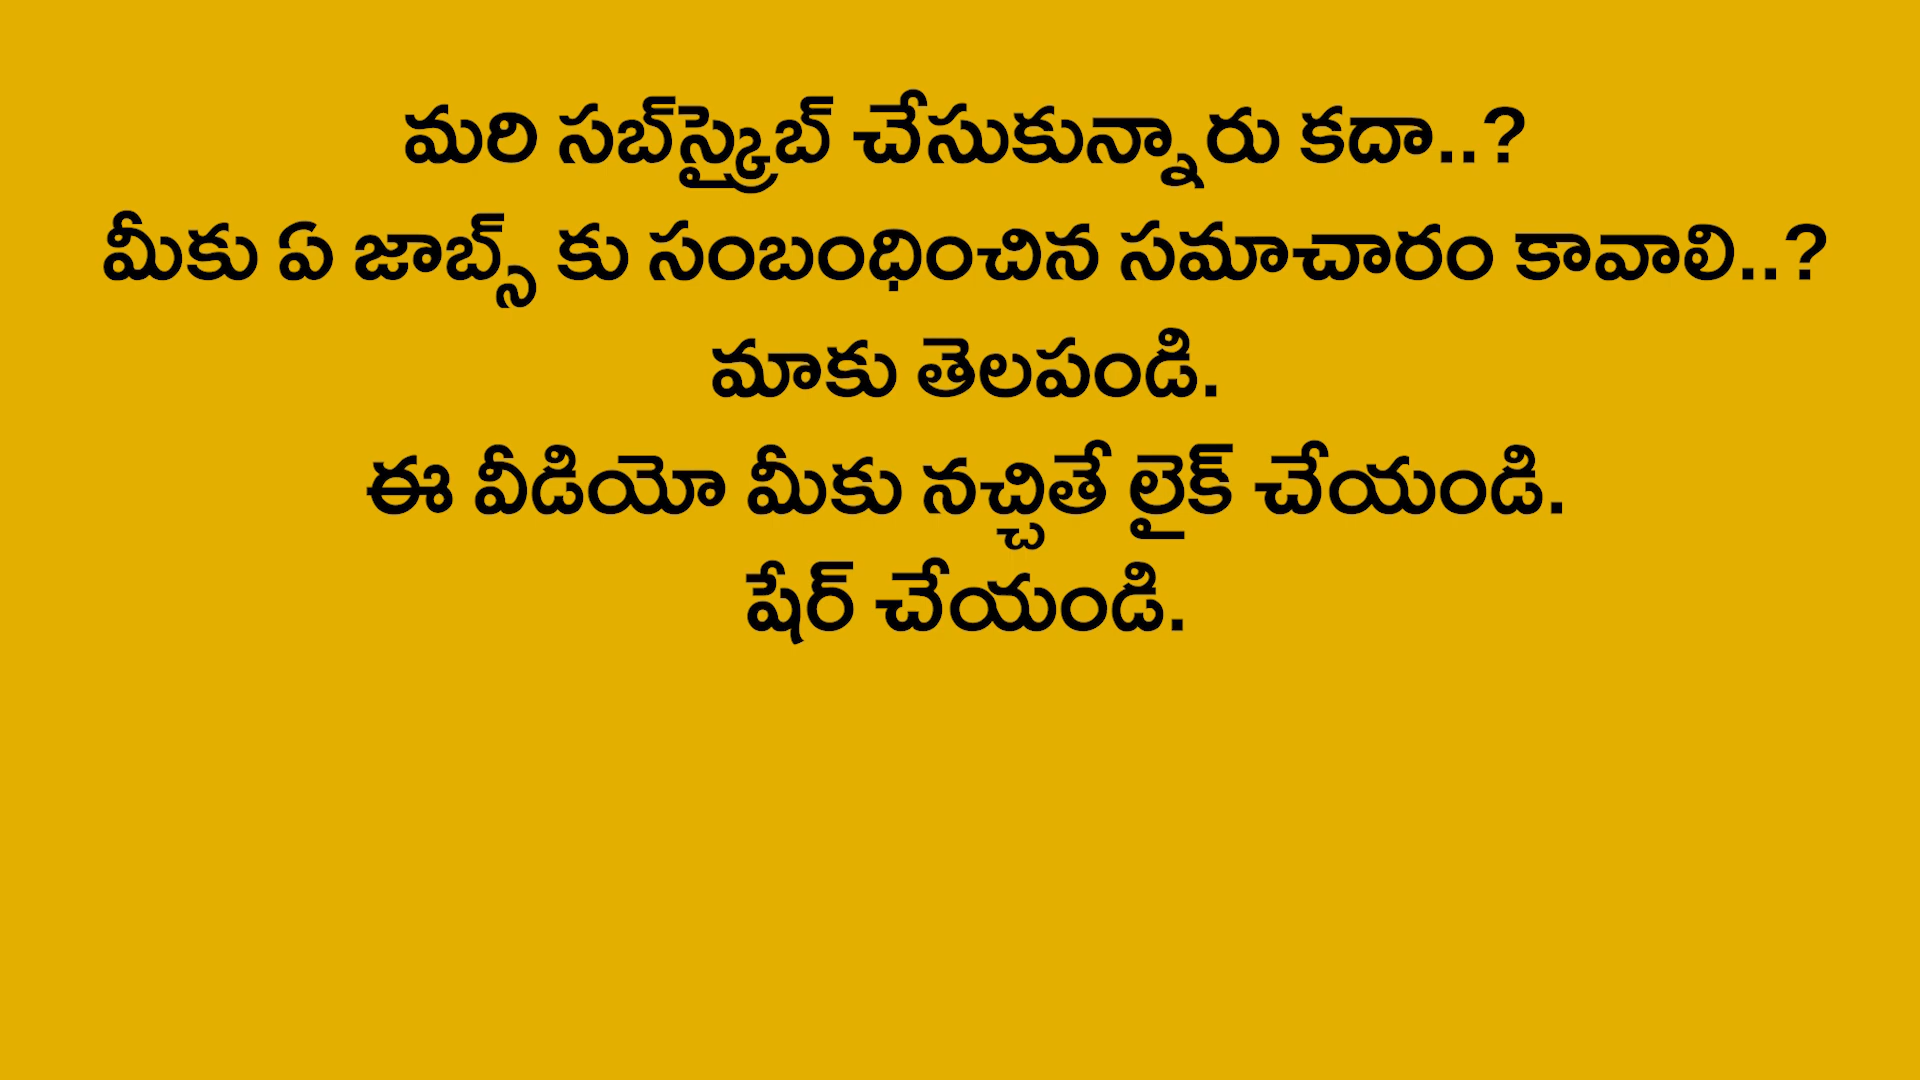 మరి సబ్‌స్క్రైబ్ చేసుకున్నారు కదా..?
మీకు ఏ జాబ్స్ కు సంబంధించిన సమాచారం కావాలి..?
మాకు తెలపండి.
ఈ వీడియో మీకు నచ్చితే లైక్ చేయండి.
షేర్ చేయండి.